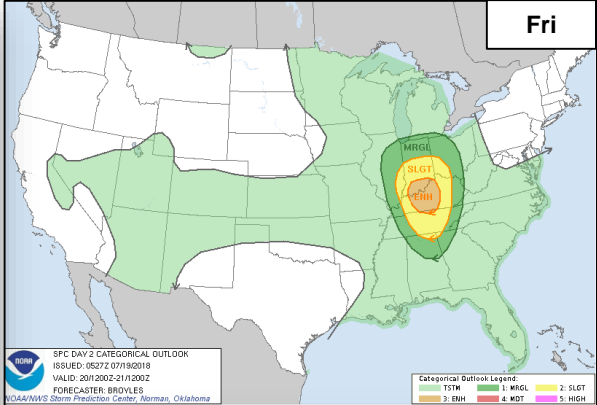 Fri
MRGL
SLGT
ENH
SPC DAY 2 CATEGORICAL OUTLOOK
ISSUED: 0527Z 07/19/2018
VALID: 20/1200Z-21/1200Z
FORECASTER: BROYLES
NOAA/NWS Storm Prediction Center, Norman, Oklahoma
NOAA
Categorical Outlook Legend:
TSTM 1: MRGL 2: SLGT
3: ENH 4: MDT 5: HIGH